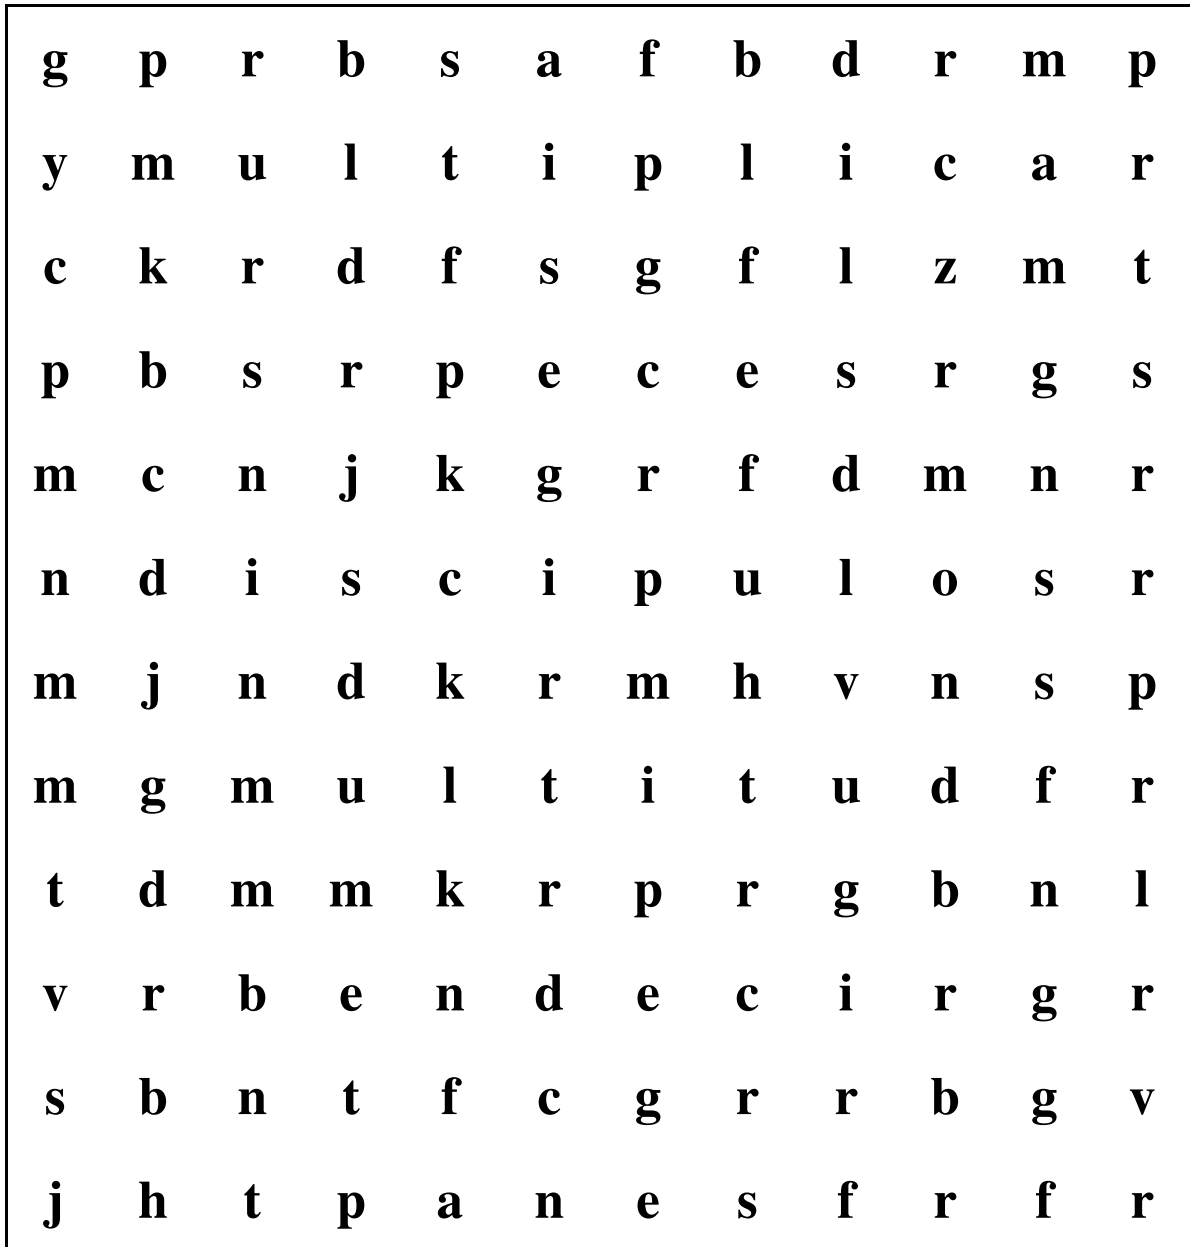 g p r b s a f b d r m p
y m u l t i p l i c a r
c k r d f s g f l z m t
p b s r p e c e s r g s
m c n j k g r f d m n r
n d i s c i p u l o s r
m j n d k r m h v n s p
m g m u l t i t u d f r
t d m m k r p r g b n l
v r b e n d e c i r g r
s b n t f c g r r b g v
j h t p a n e s f r f r